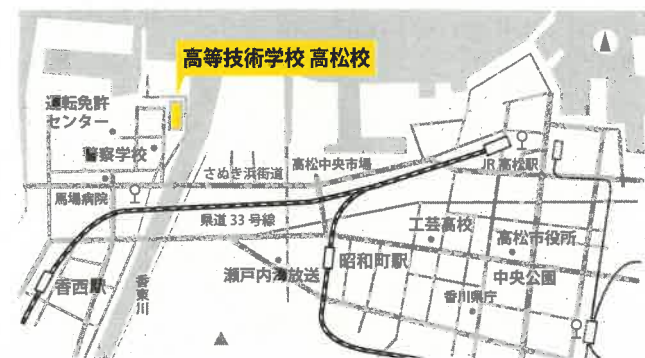 高等技術学校 高松校
運転免許
センター
警察学校
馬場病院
さぬき浜街道
高松中央市場
JR高松駅
県道33号線
工芸高校
高松市役所
瀬戸内海放送
昭和町駅
中央公園
香川県庁
香西駅
香東川